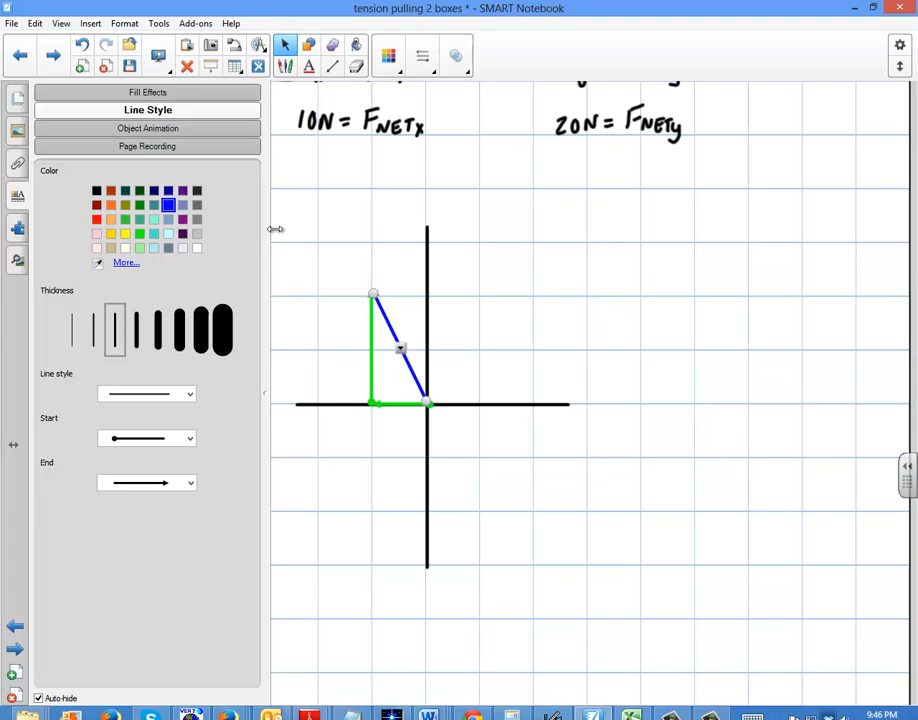 tension pulling 2 boxes * - SMART Notebook
File Edit View Insert Format Tools Add-ons Help
Fill Effects
Line Style
Object Animation
Page Recording
Color
More...
Thickness
Line style
Start
End
Auto-hide
10N = FNETx
20N = FNETy
9:46 PM